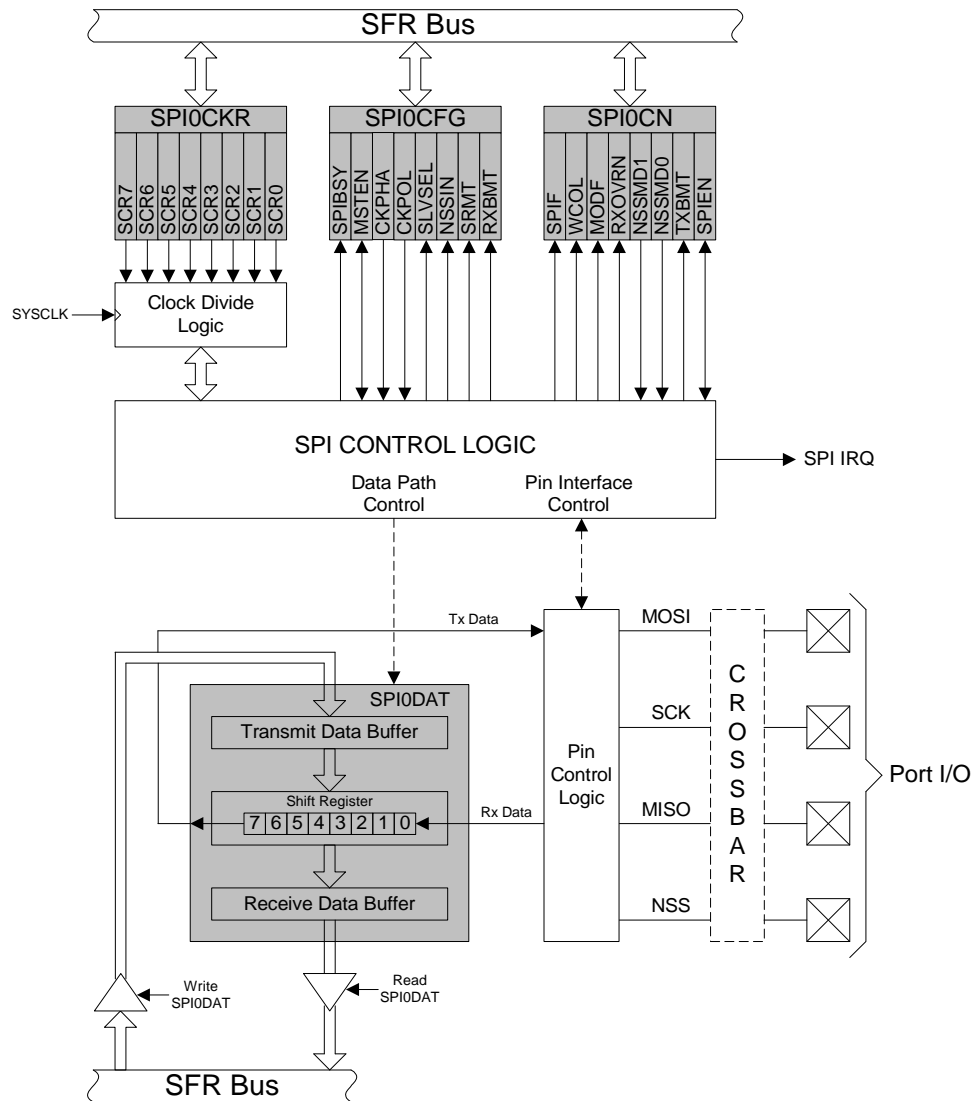 SFR Bus
SPI0CKR
SPI0CFG
SPI0CN
SCR7
SCR6
SCR5
SCR4
SCR3
SCR2
SCR1
SCR0
SPIBSY
MSTEN
CKPHA
CKPOL
SLVSEL
NSSIN
SRMT
RXBMT
SPIF
WCOL
MODF
RXOVRN
NSSMD1
NSSMD0
TXBMT
SPIEN
SYSCLK
Clock Divide
Logic
SPI CONTROL LOGIC
SPI IRQ
Data Path
Control
Pin Interface
Control
Tx Data
MOSI
SPI0DAT
Transmit Data Buffer
SCK
Shift Register
7 6 5 4 3 2 1 0
Rx Data
Pin
Control
Logic
MISO
Receive Data Buffer
NSS
CROSSBAR
Port I/O
Write
SPI0DAT
Read
SPI0DAT
SFR Bus